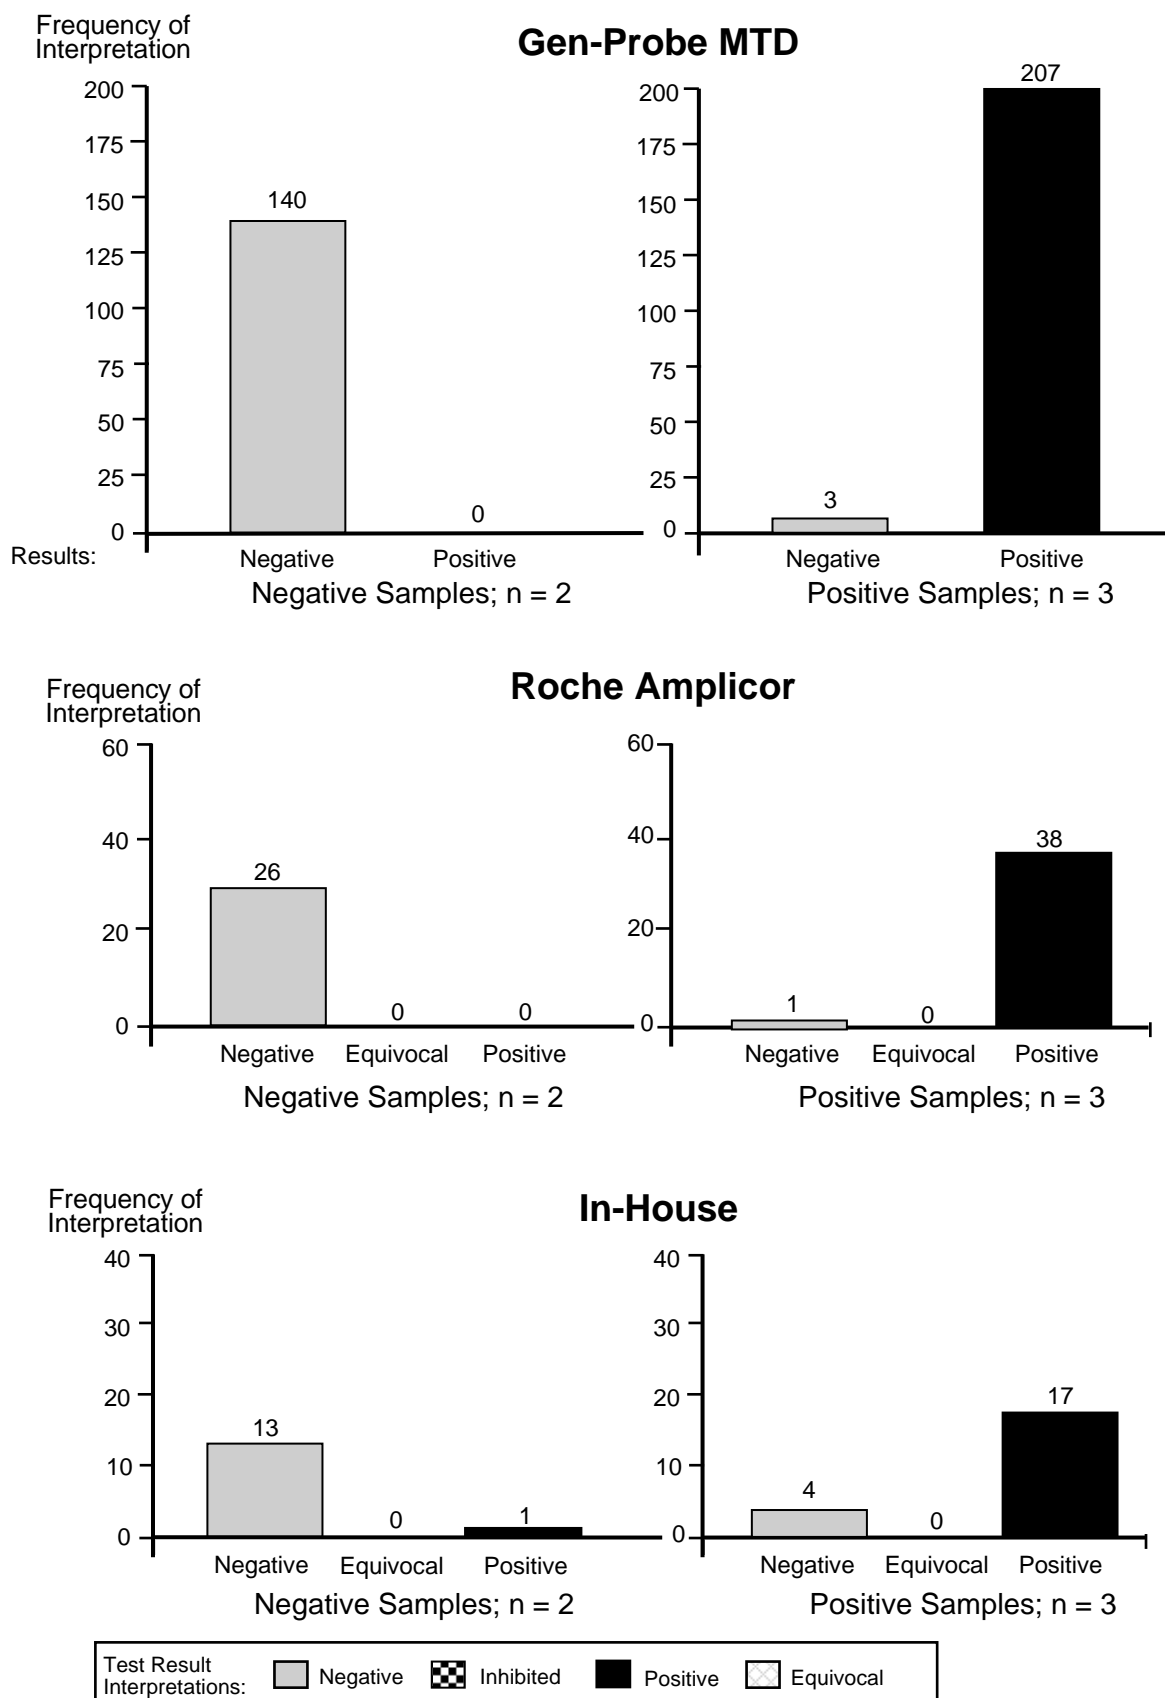 Frequency of
Interpretation
Gen-Probe MTD
200
175
150
125
100
75
50
25
0
140
0
Results:
Negative Positive
Negative Samples; n = 2
200
175
150
125
100
75
50
25
0
3
207
Negative Positive
Positive Samples; n = 3
Frequency of
Interpretation
Roche Amplicor
60
40
20
0
26
0
0
Negative Equivocal Positive
Negative Samples; n = 2
60
40
20
0
1
0
38
Negative Equivocal Positive
Positive Samples; n = 3
Frequency of
Interpretation
In-House
40
30
20
10
0
13
0
1
Negative Equivocal Positive
Negative Samples; n = 2
40
30
20
10
0
4
0
17
Negative Equivocal Positive
Positive Samples; n = 3
Test Result
Interpretations:
Negative Inhibited Positive Equivocal